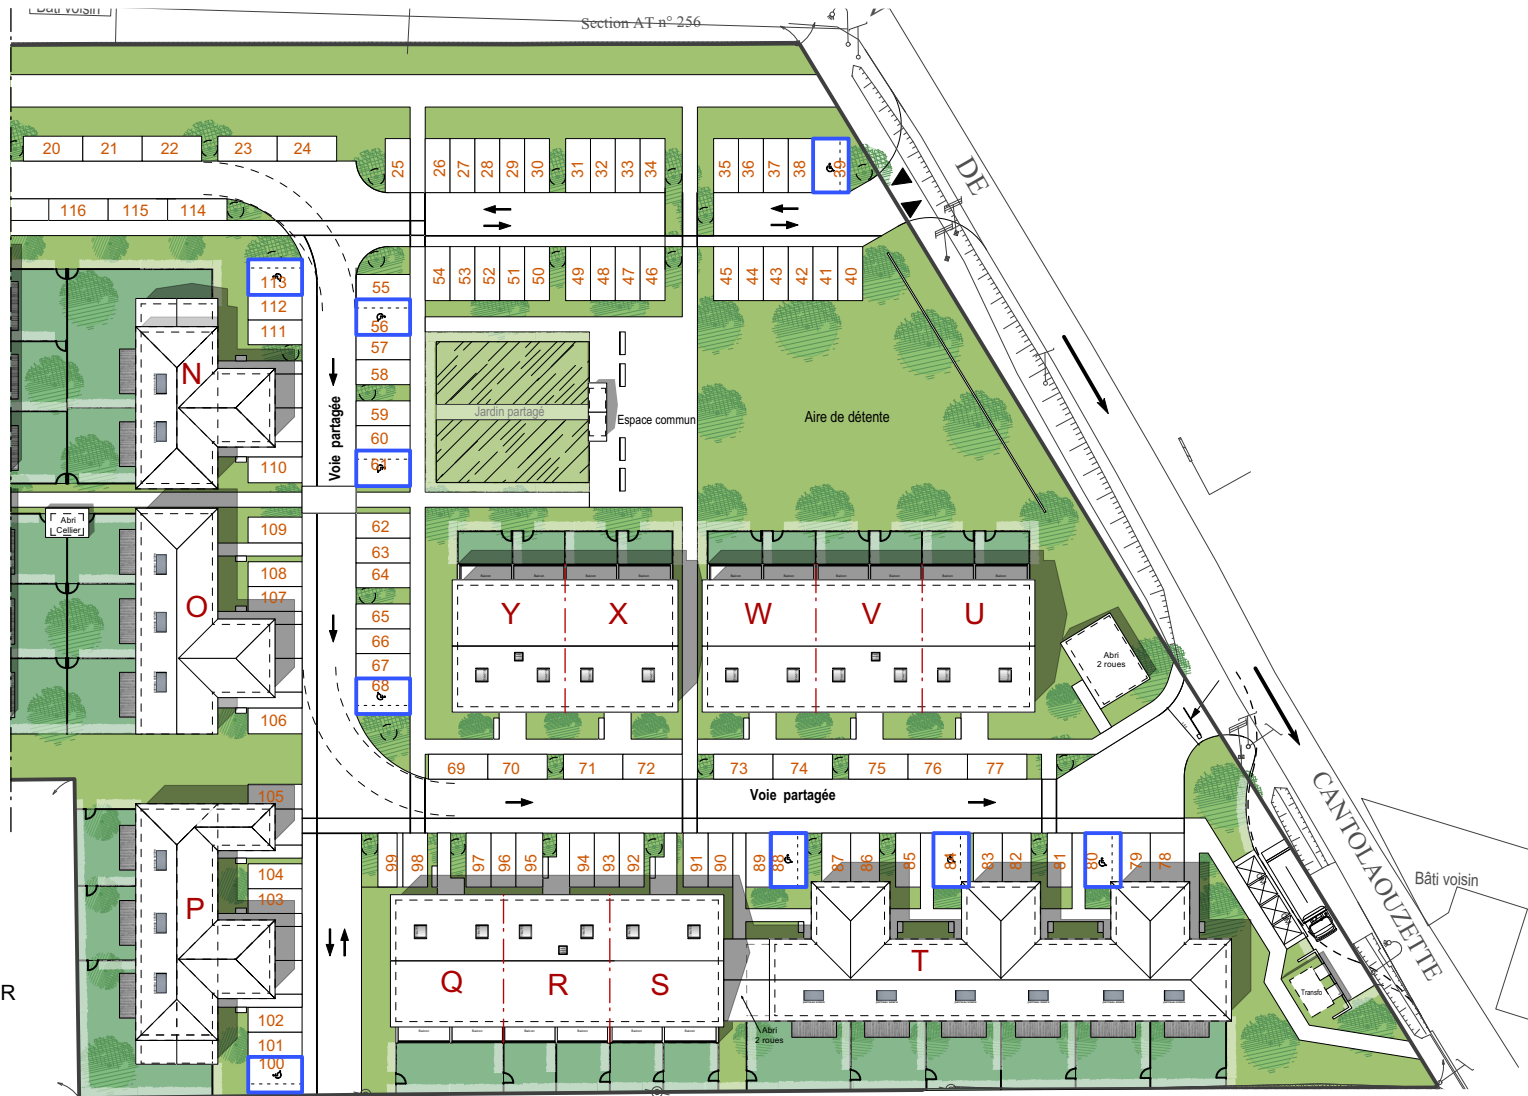 Bâti voisin
Section AT n° 256
20 21 22 23 24
25 26 27 28 29 30 31 32 33 34 35 36 37 38 39
116 115 114
DE
113
112
111
54 53 52 51 50 49 48 47 46 45 44 43 42 41 40
55
56
57
58
59
60
61
N
Voie partagée
Jardin partagé
Espace commun
Aire de détente
110
109
108
107
106
Abri
Cellier
O
62
63
64
65
66
67
68
Y X W V U
Abri
2 roues
69 70 71 72 73 74 75 76 77
Voie partagée
CANTOLAOUZETTE
105
104
103
102
101
100
P
99 98 97 96 95 94 93 92 91 90 89 88 87 86 85 84 83 82 81 80 79 78
Bâti voisin
Q R S T
R
Transfo
Abri
2 roues